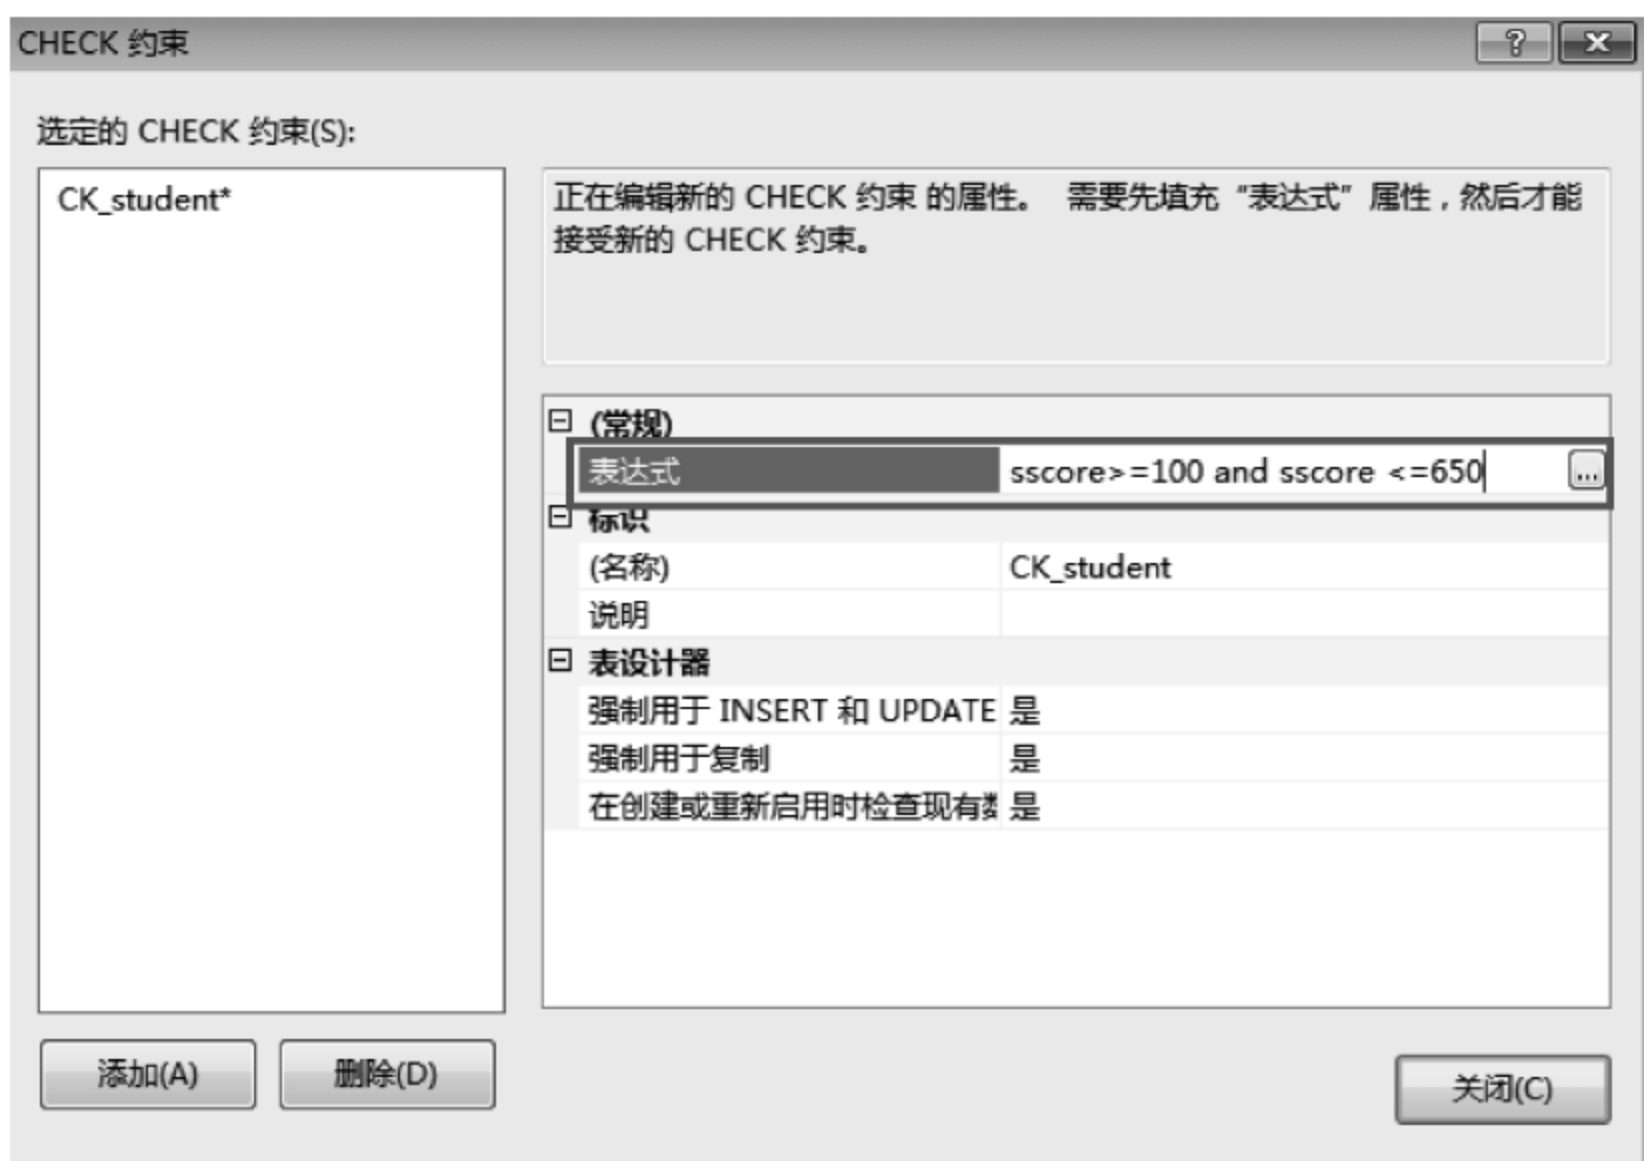 CHECK 约束
选定的 CHECK 约束(S):
CK_student*
正在编辑新的 CHECK 约束 的属性。 需要先填充“表达式”属性，然后才能
接受新的 CHECK 约束。
(常规)
表达式 sscore>=100 and sscore <=650 ...
标识
(名称) CK_student
说明
表设计器
强制用于 INSERT 和 UPDATE 是
强制用于复制 是
在创建或重新启用时检查现有 是
添加(A) 删除(D)
关闭(C)